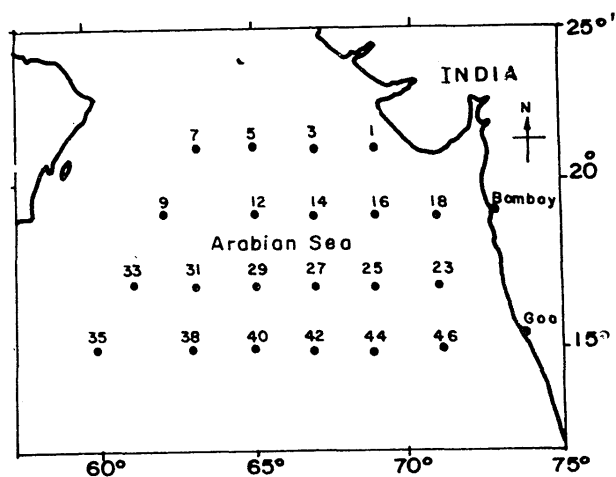 25°
INDIA
N
7 5 3 1
20°
9 12 14 16 18 Bombay
Arabian Sea
33 31 29 27 25 23
35 38 40 42 44 46 Goa
15°
60° 65° 70° 75°